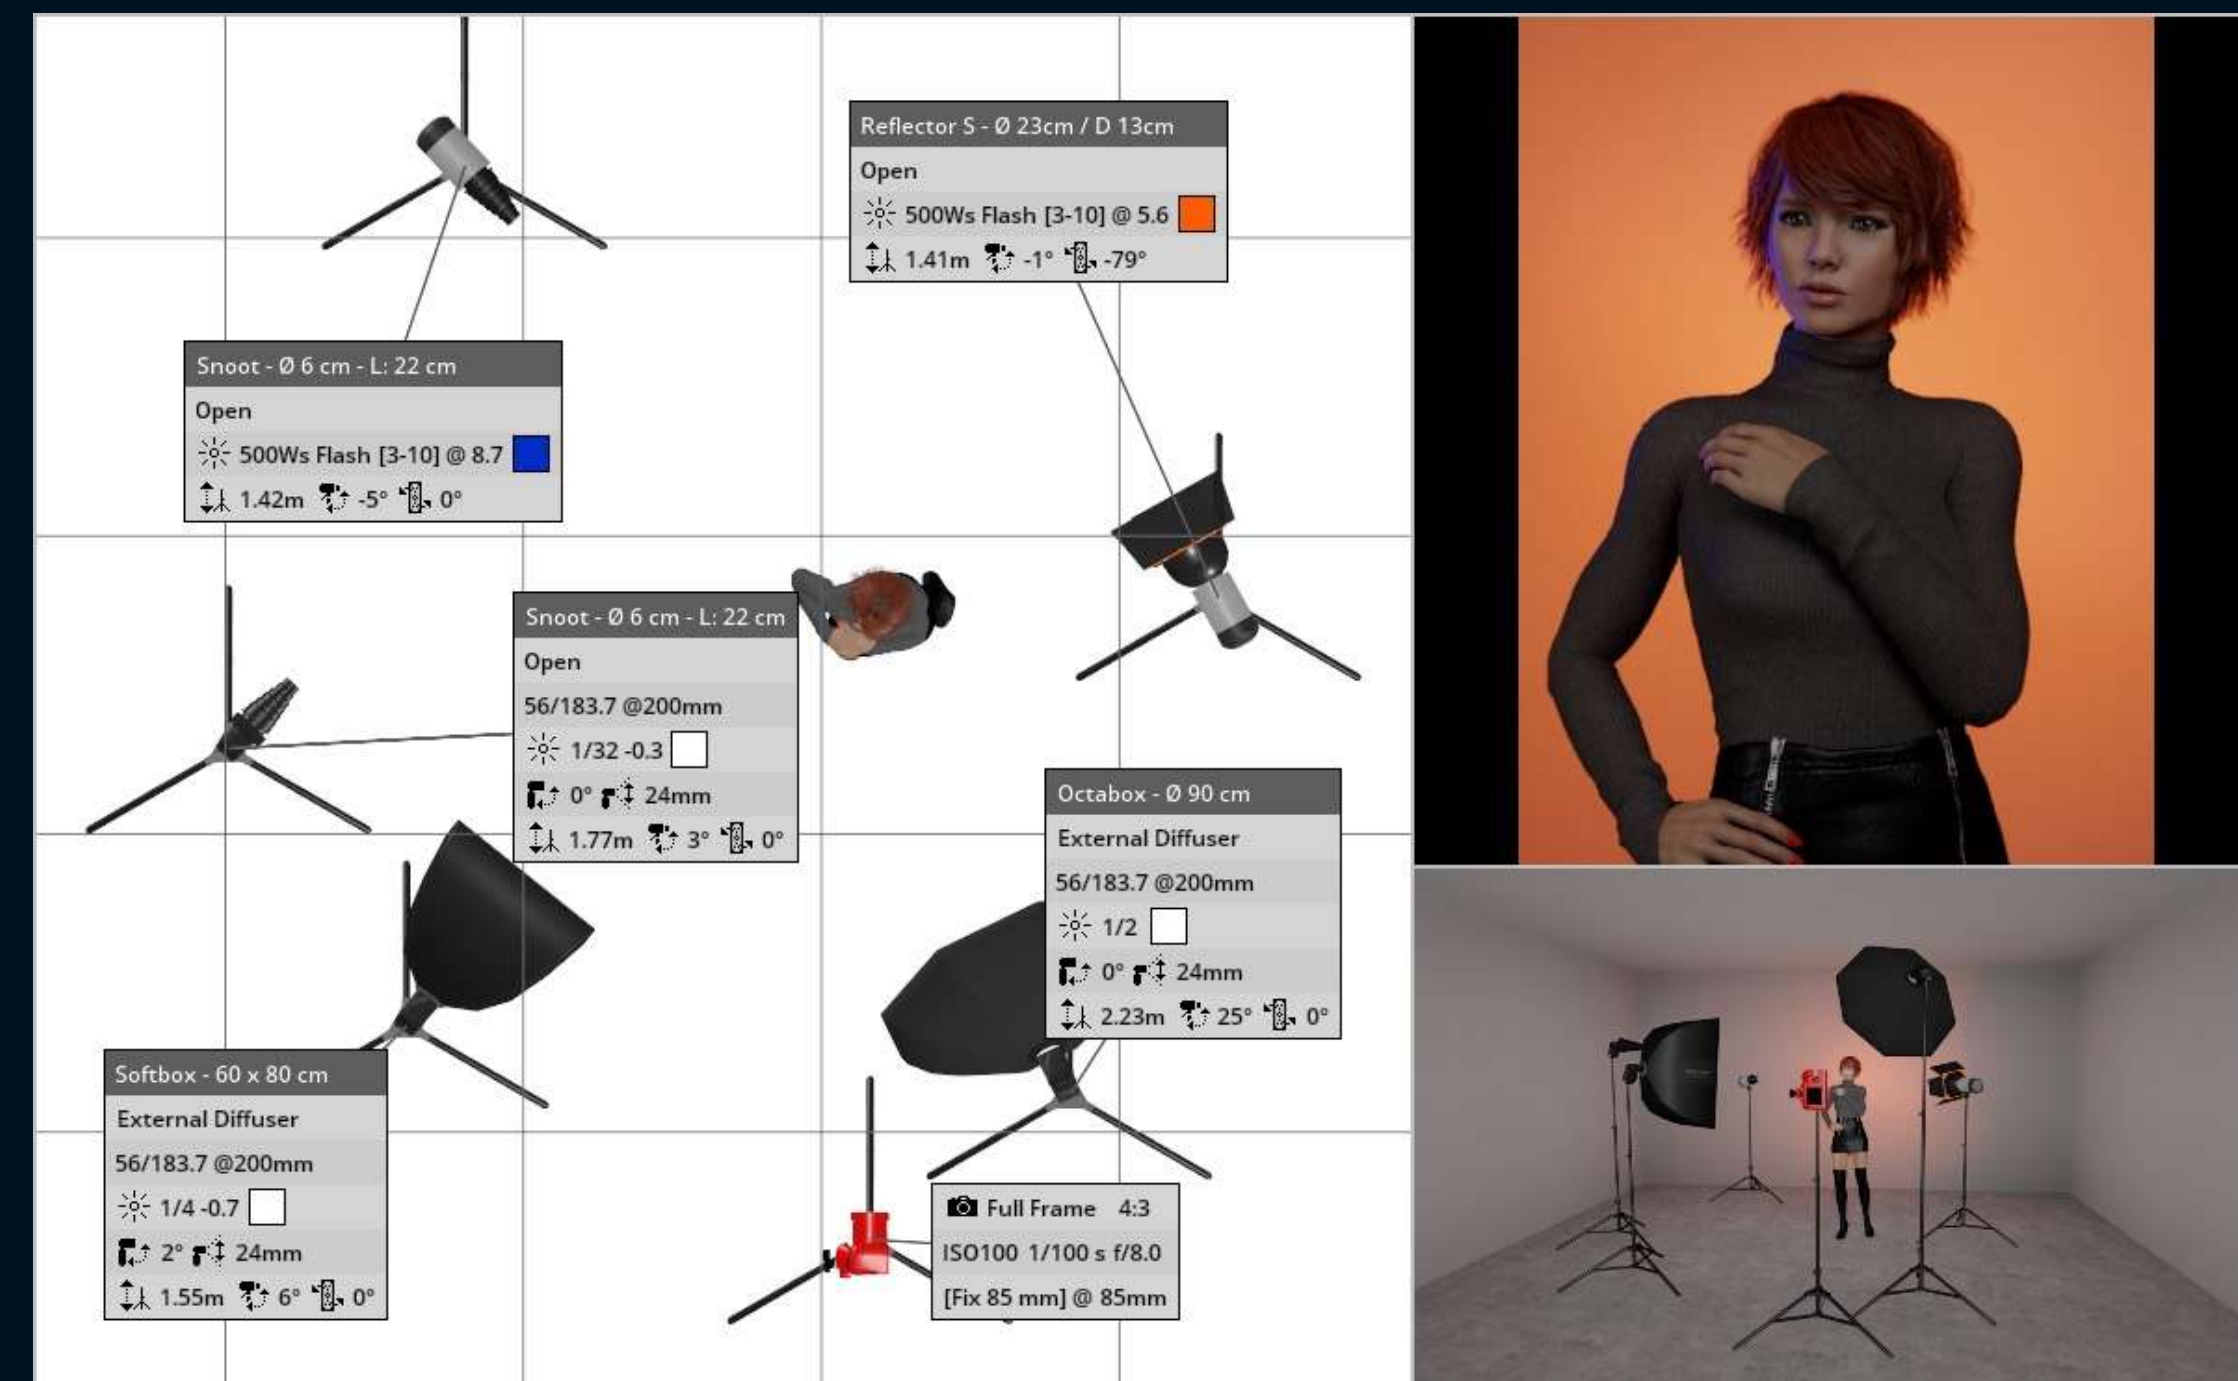 Reflector S - Ø 23cm / D 13cm
Open
500Ws Flash [3-10] @ 5.6
1.41m -1° -79°
Snoot - Ø 6 cm - L: 22 cm
Open
500Ws Flash [3-10] @ 8.7
1.42m -5° 0°
Snoot - Ø 6 cm - L: 22 cm
Open
56/183.7 @200mm
1/32 -0.3
0° 24mm
1.77m 3° 0°
Octabox - Ø 90 cm
External Diffuser
56/183.7 @200mm
1/2
0° 24mm
2.23m 25° 0°
Softbox - 60 x 80 cm
External Diffuser
56/183.7 @200mm
1/4 -0.7
2° 24mm
1.55m 6° 0°
Full Frame 4:3
ISO100 1/100 s f/8.0
[Fix 85 mm] @ 85mm